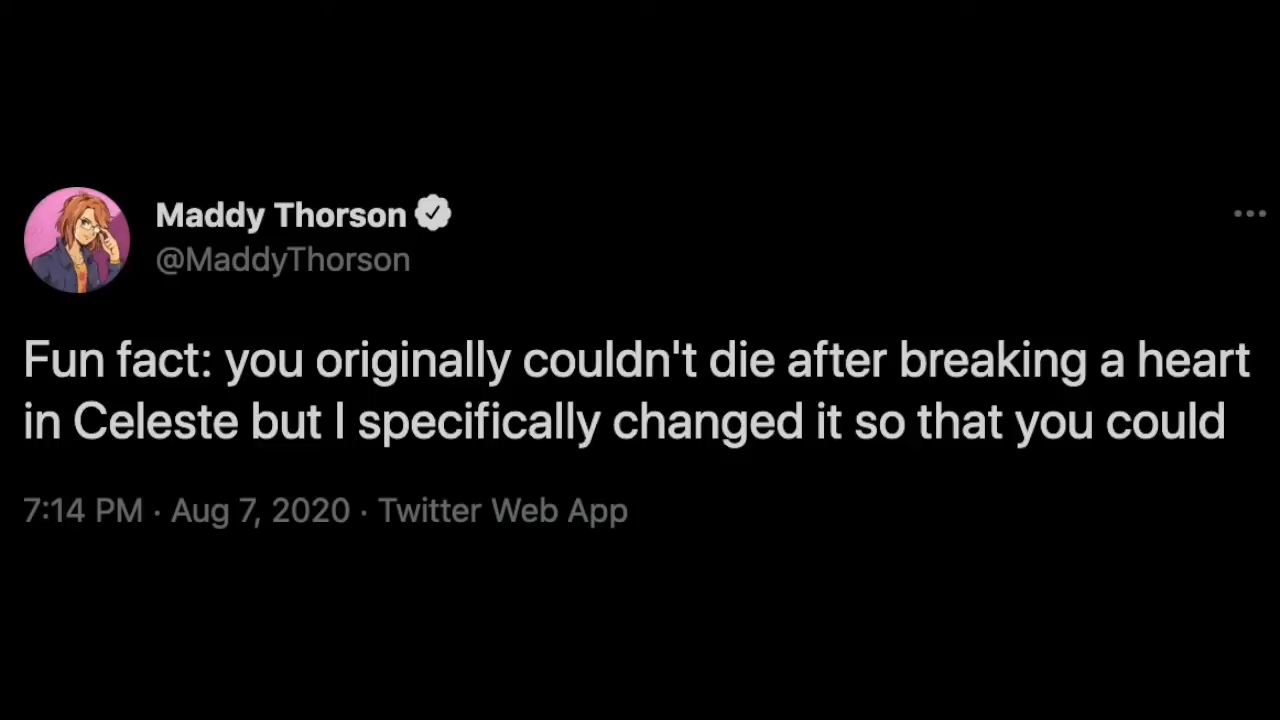 Maddy Thorson
@MaddyThorson
Fun fact: you originally couldn't die after breaking a heart
in Celeste but I specifically changed it so that you could
7:14 PM · Aug 7, 2020 · Twitter Web App